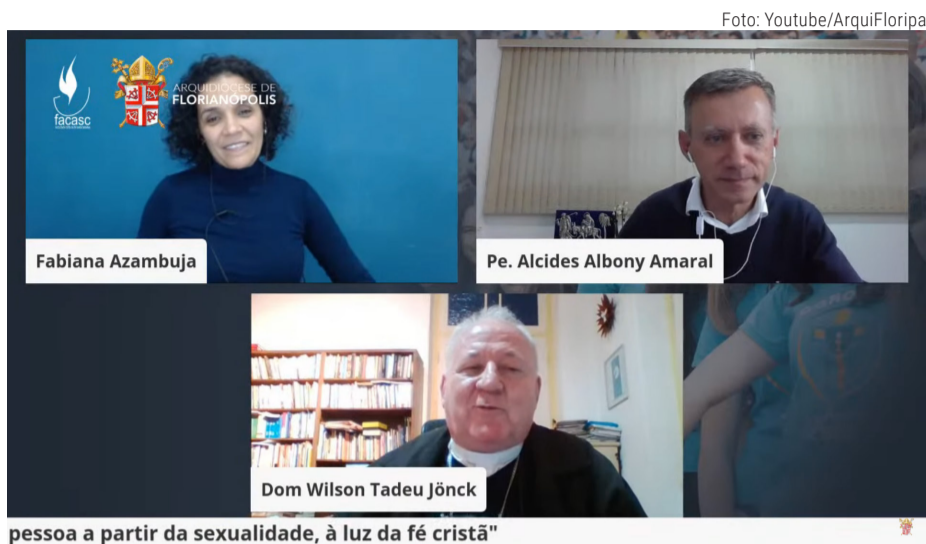 Foto: Youtube/ArquiFloripa
facasc
ARQUIDIOCESE DE
FLORIANÓPOLIS
Fabiana Azambuja
Pe. Alcides Albony Amaral
Dom Wilson Tadeu Jönck
pessoa a partir da sexualidade, à luz da fé cristã"